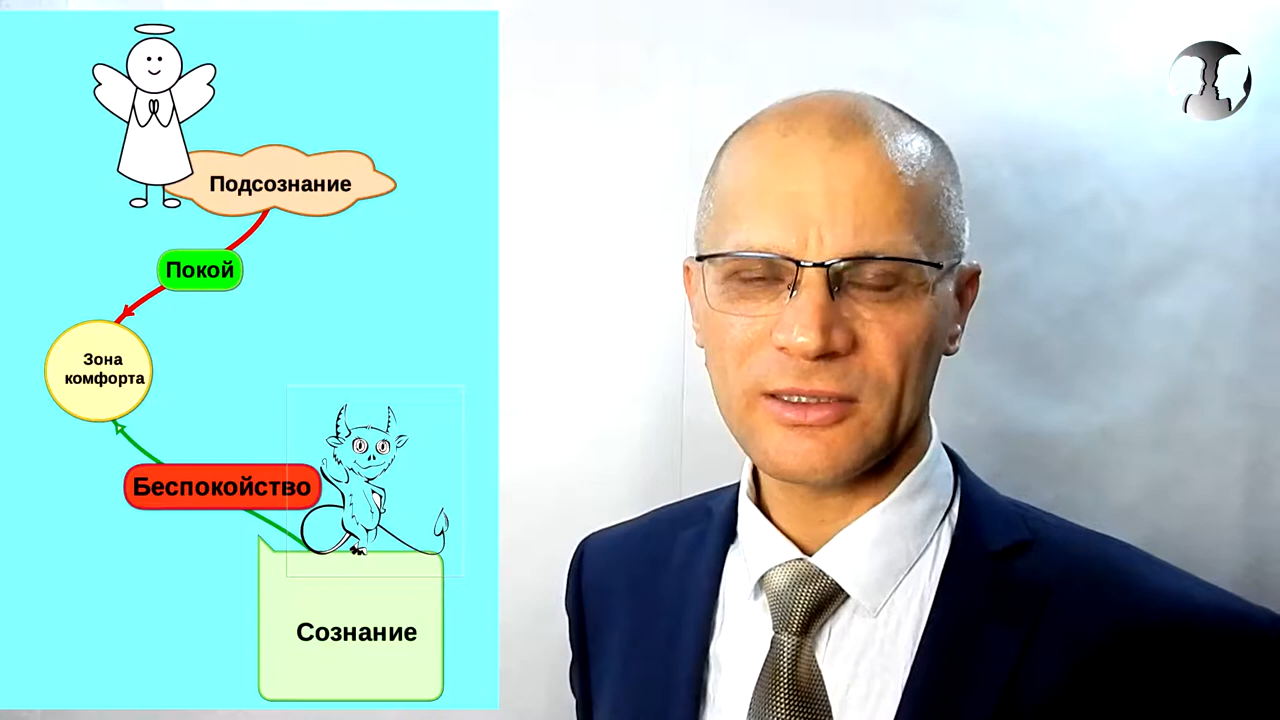 Подсознание
Покой
Зона
комфорта
Беспокойство
Сознание